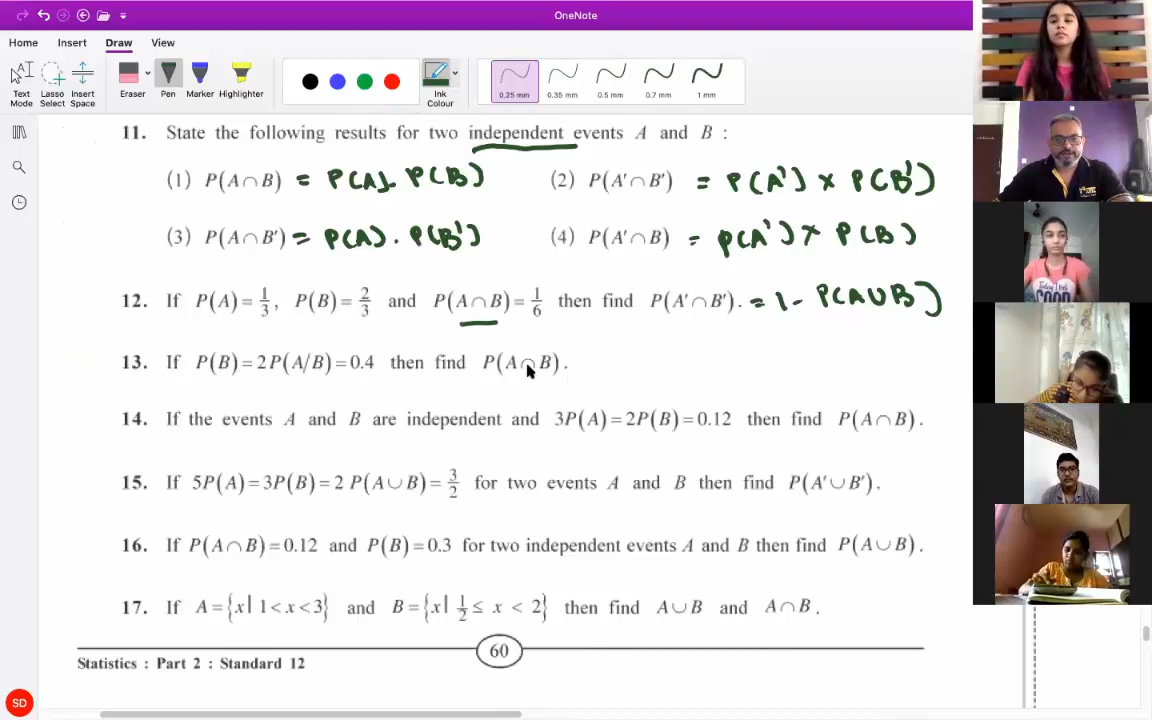 OneNote
Home Insert Draw View
Text Mode Lasso Select Insert Space Eraser Pen Marker Highlighter Ink Colour 0.25 mm 0.35 mm 0.5 mm 0.7 mm 1 mm
11. State the following results for two independent events A and B :
(1) P(A∩B) = P(A). P(B) (2) P(A'∩B') = P(A') × P(B')
(3) P(A∩B') = P(A) . P(B') (4) P(A'∩B) = P(A') × P(B)
12. If P(A) = 1/3, P(B) = 2/3 and P(A∩B) = 1/6 then find P(A'∩B'). = 1 - P(A∪B)
13. If P(B) = 2P(A/B) = 0.4 then find P(A∩B).
14. If the events A and B are independent and 3P(A) = 2P(B) = 0.12 then find P(A∩B).
15. If 5P(A) = 3P(B) = 2 P(A∪B) = 3/2 for two events A and B then find P(A'∪B').
16. If P(A∩B) = 0.12 and P(B) = 0.3 for two independent events A and B then find P(A∪B).
17. If A = {x| 1 < x < 3} and B = {x| 1/2 ≤ x < 2} then find A∪B and A∩B.
60
Statistics : Part 2 : Standard 12
SD